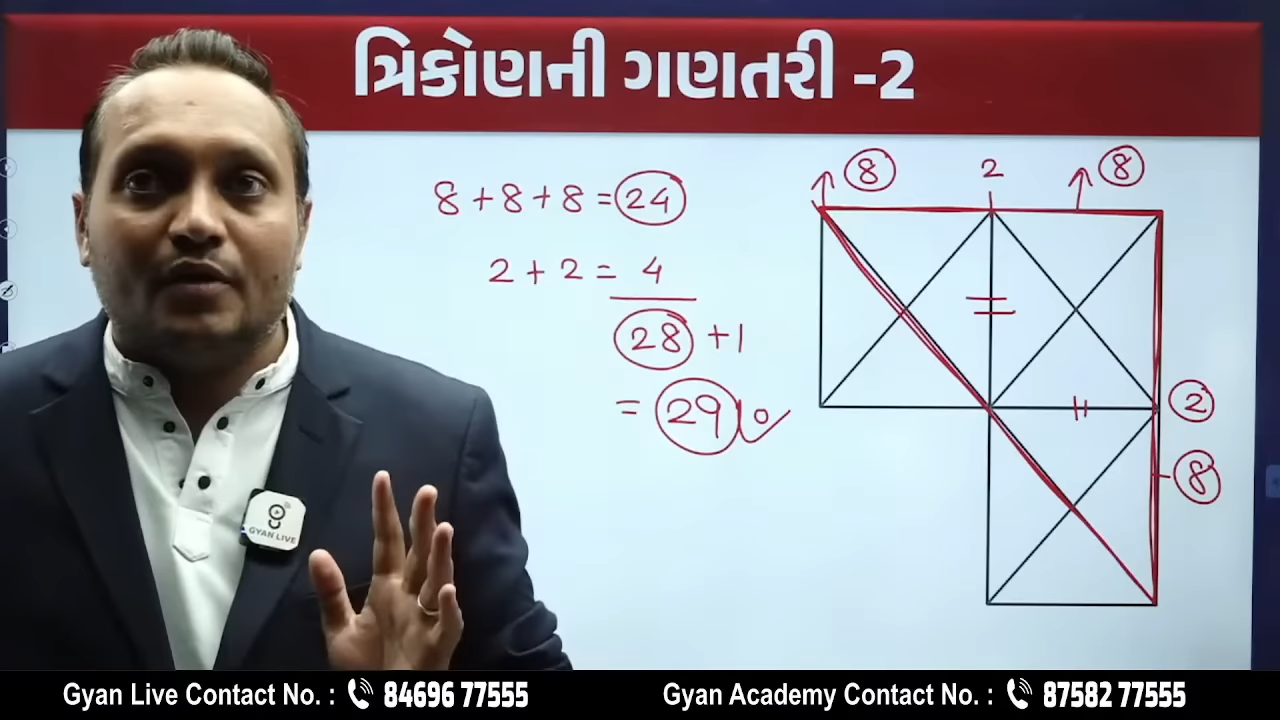 ત્રિકોણની ગણતરી -2
8 + 8 + 8 = 24
2 + 2 = 4
28 + 1
= 29
8
2
8
2
8
GYAN LIVE
Gyan Live Contact No. : 84696 77555
Gyan Academy Contact No. : 87582 77555